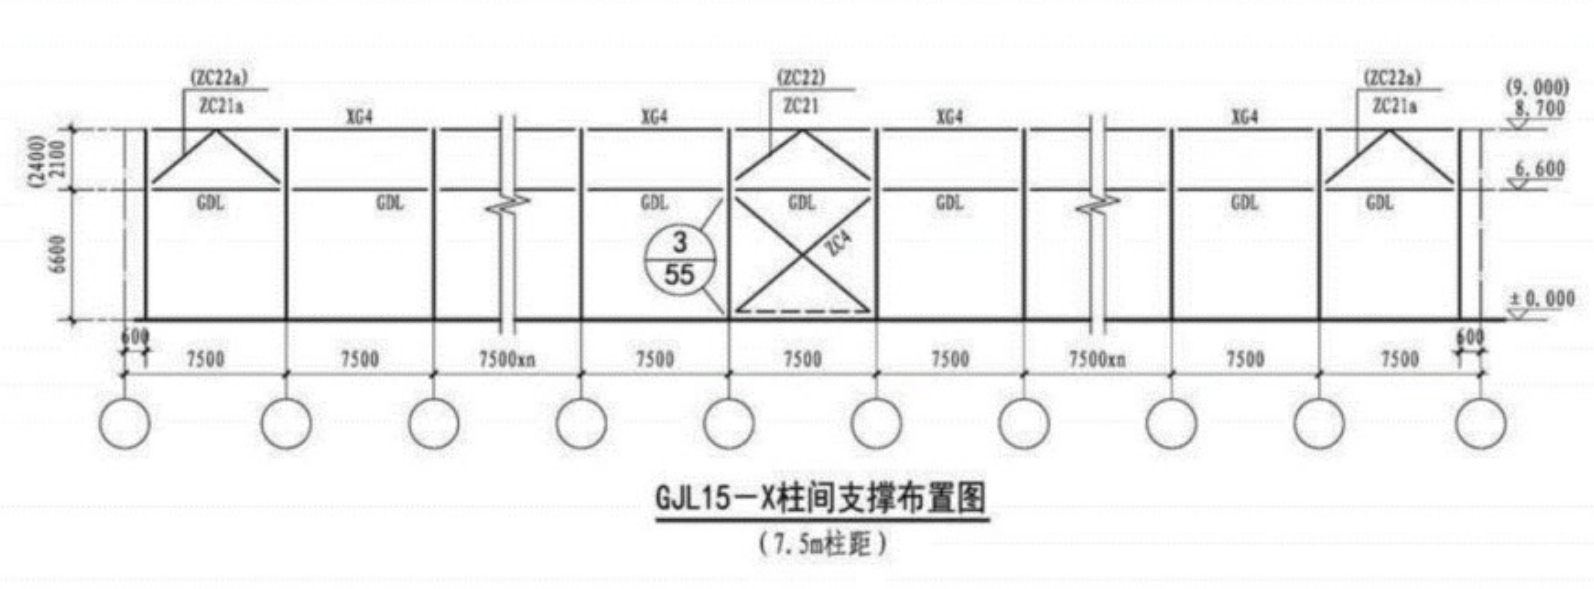 (ZC22a)
ZC21a
XG4
XG4
(ZC22)
ZC21
XG4
XG4
(ZC22a)
ZC21a
(9.000)
8.700
(2400)
2100
6.600
GDL
GDL
GDL
GDL
GDL
GDL
GDL
6600
3
55
ZC4
±0.000
600
7500
7500
7500xn
7500
7500
7500
7500xn
7500
7500
600
GJL15-X柱间支撑布置图
(7.5m柱距)